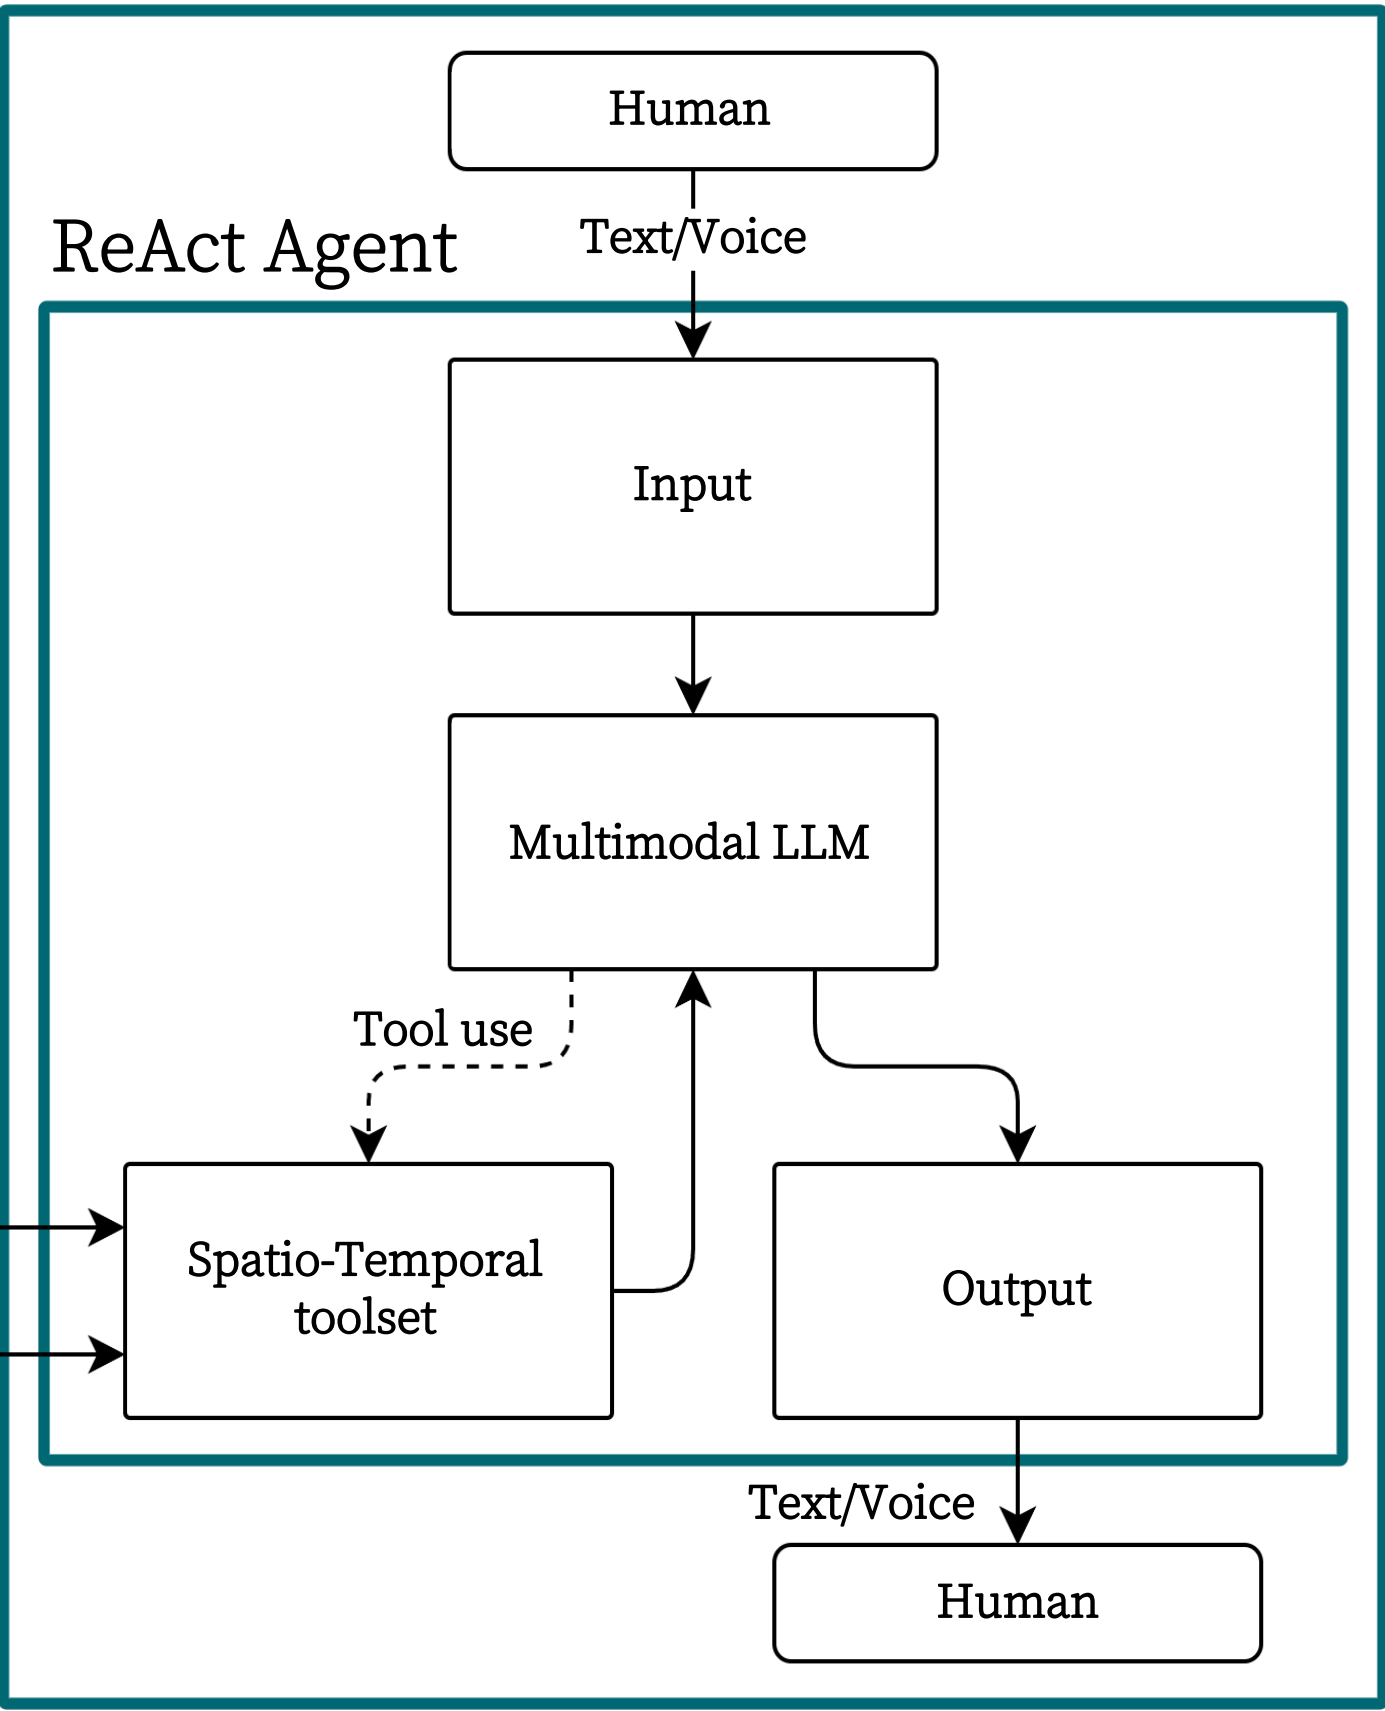 Human
Text/Voice
ReAct Agent
Input
Multimodal LLM
Tool use
Spatio-Temporal
toolset
Output
Text/Voice
Human